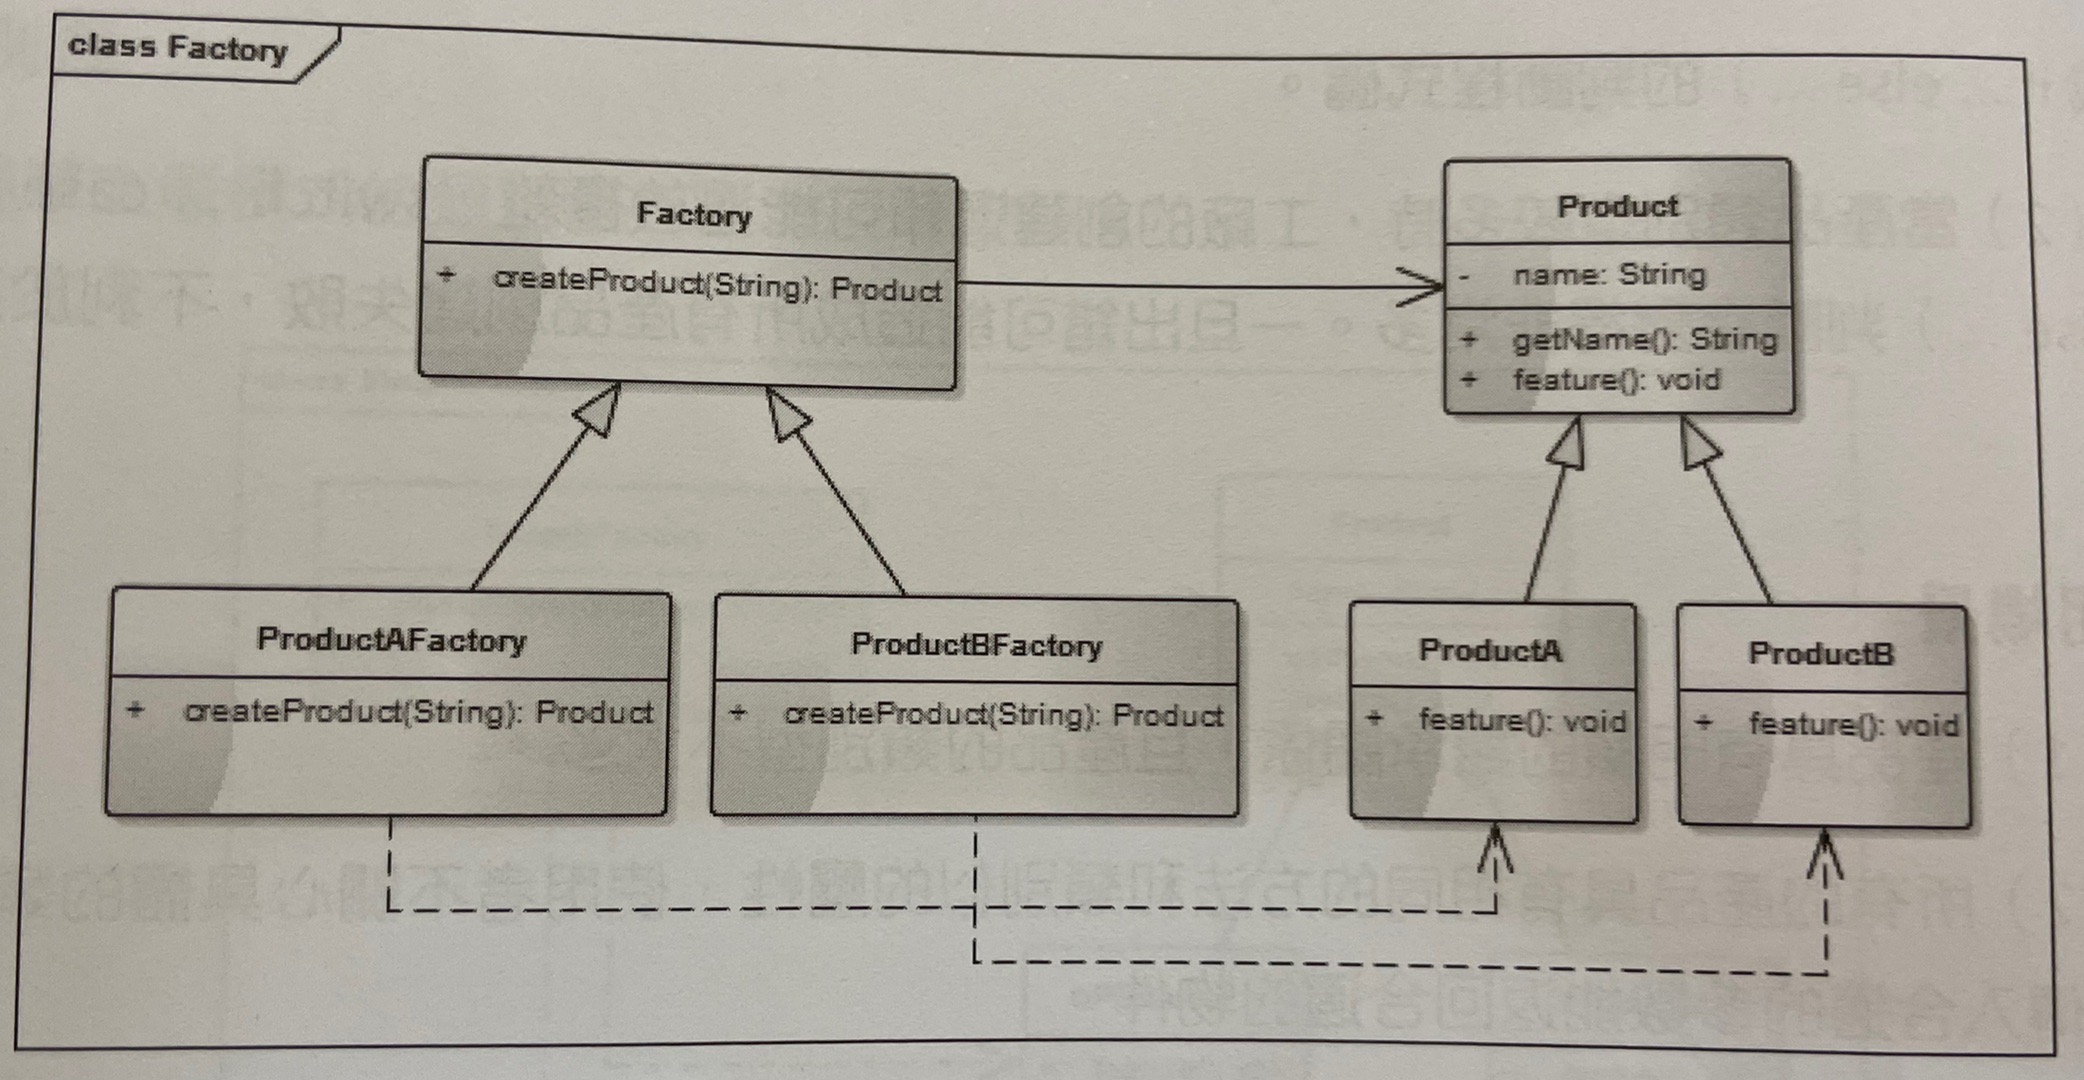 class Factory
Factory
+ createProduct(String): Product
Product
- name: String
+ getName(): String
+ feature(): void
ProductAFactory
+ createProduct(String): Product
ProductBFactory
+ createProduct(String): Product
ProductA
+ feature(): void
ProductB
+ feature(): void